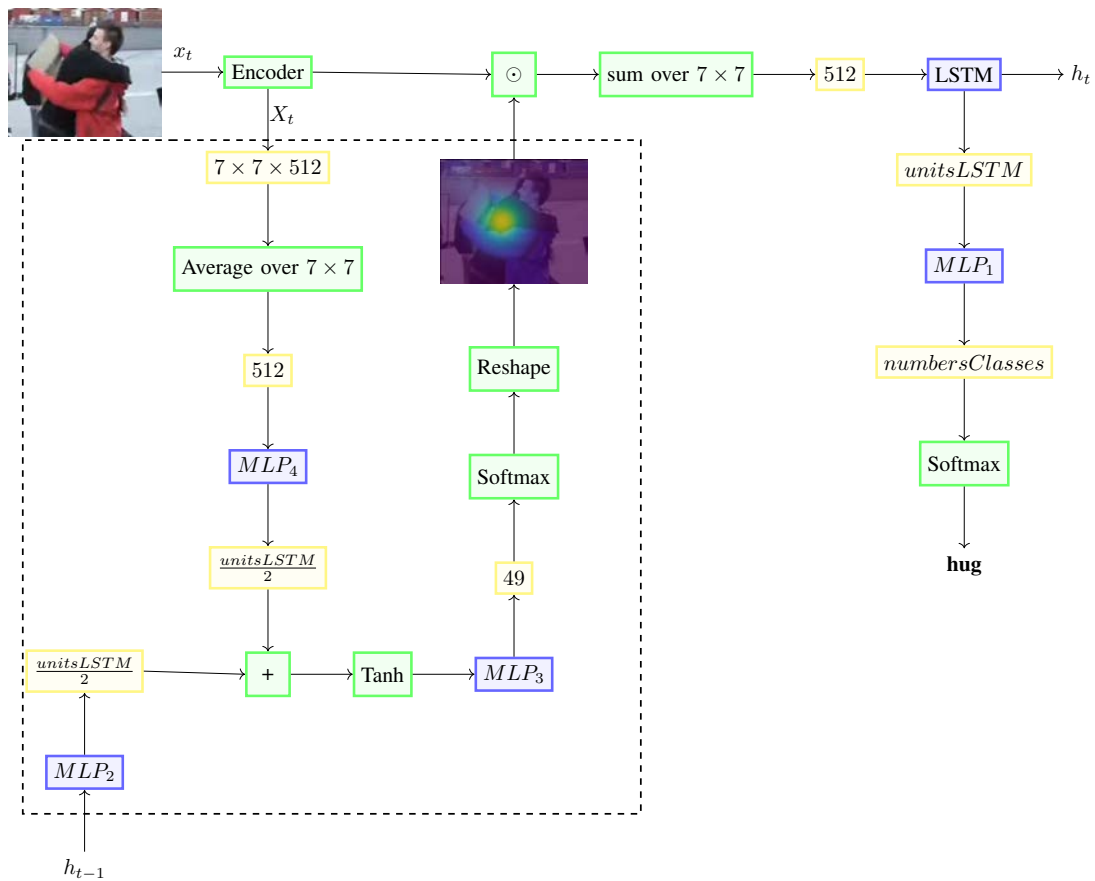 x_t
Encoder
⊙
sum over 7 × 7
512
LSTM
h_t
X_t
7 × 7 × 512
unitsLSTM
Average over 7 × 7
MLP_1
512
Reshape
numbersClasses
MLP_4
Softmax
Softmax
unitsLSTM/2
49
hug
unitsLSTM/2
+
Tanh
MLP_3
MLP_2
h_{t-1}